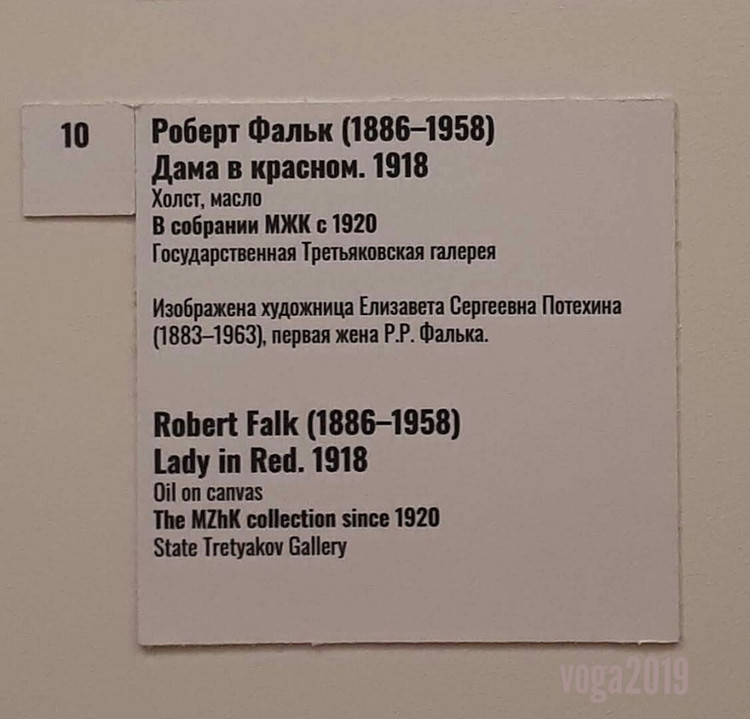 10
Роберт Фальк (1886–1958)
Дама в красном. 1918
Холст, масло
В собрании МЖК с 1920
Государственная Третьяковская галерея
Изображена художница Елизавета Сергеевна Потехина
(1883–1963), первая жена Р.Р. Фалька.
Robert Falk (1886–1958)
Lady in Red. 1918
Oil on canvas
The MZhK collection since 1920
State Tretyakov Gallery
voga2019